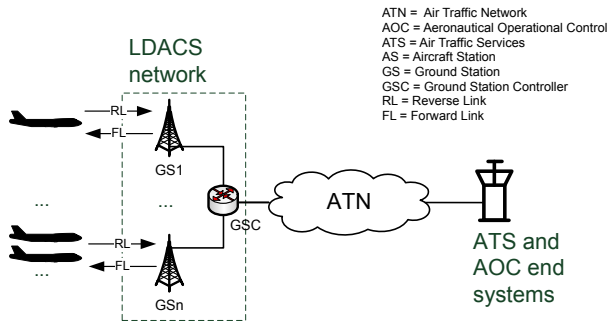 ATN = Air Traffic Network
AOC = Aeronautical Operational Control
ATS = Air Traffic Services
AS = Aircraft Station
GS = Ground Station
GSC = Ground Station Controller
RL = Reverse Link
FL = Forward Link
LDACS
network
RL
FL
GS1
...
...
GSC
ATN
RL
FL
...
GSn
ATS and
AOC end
systems